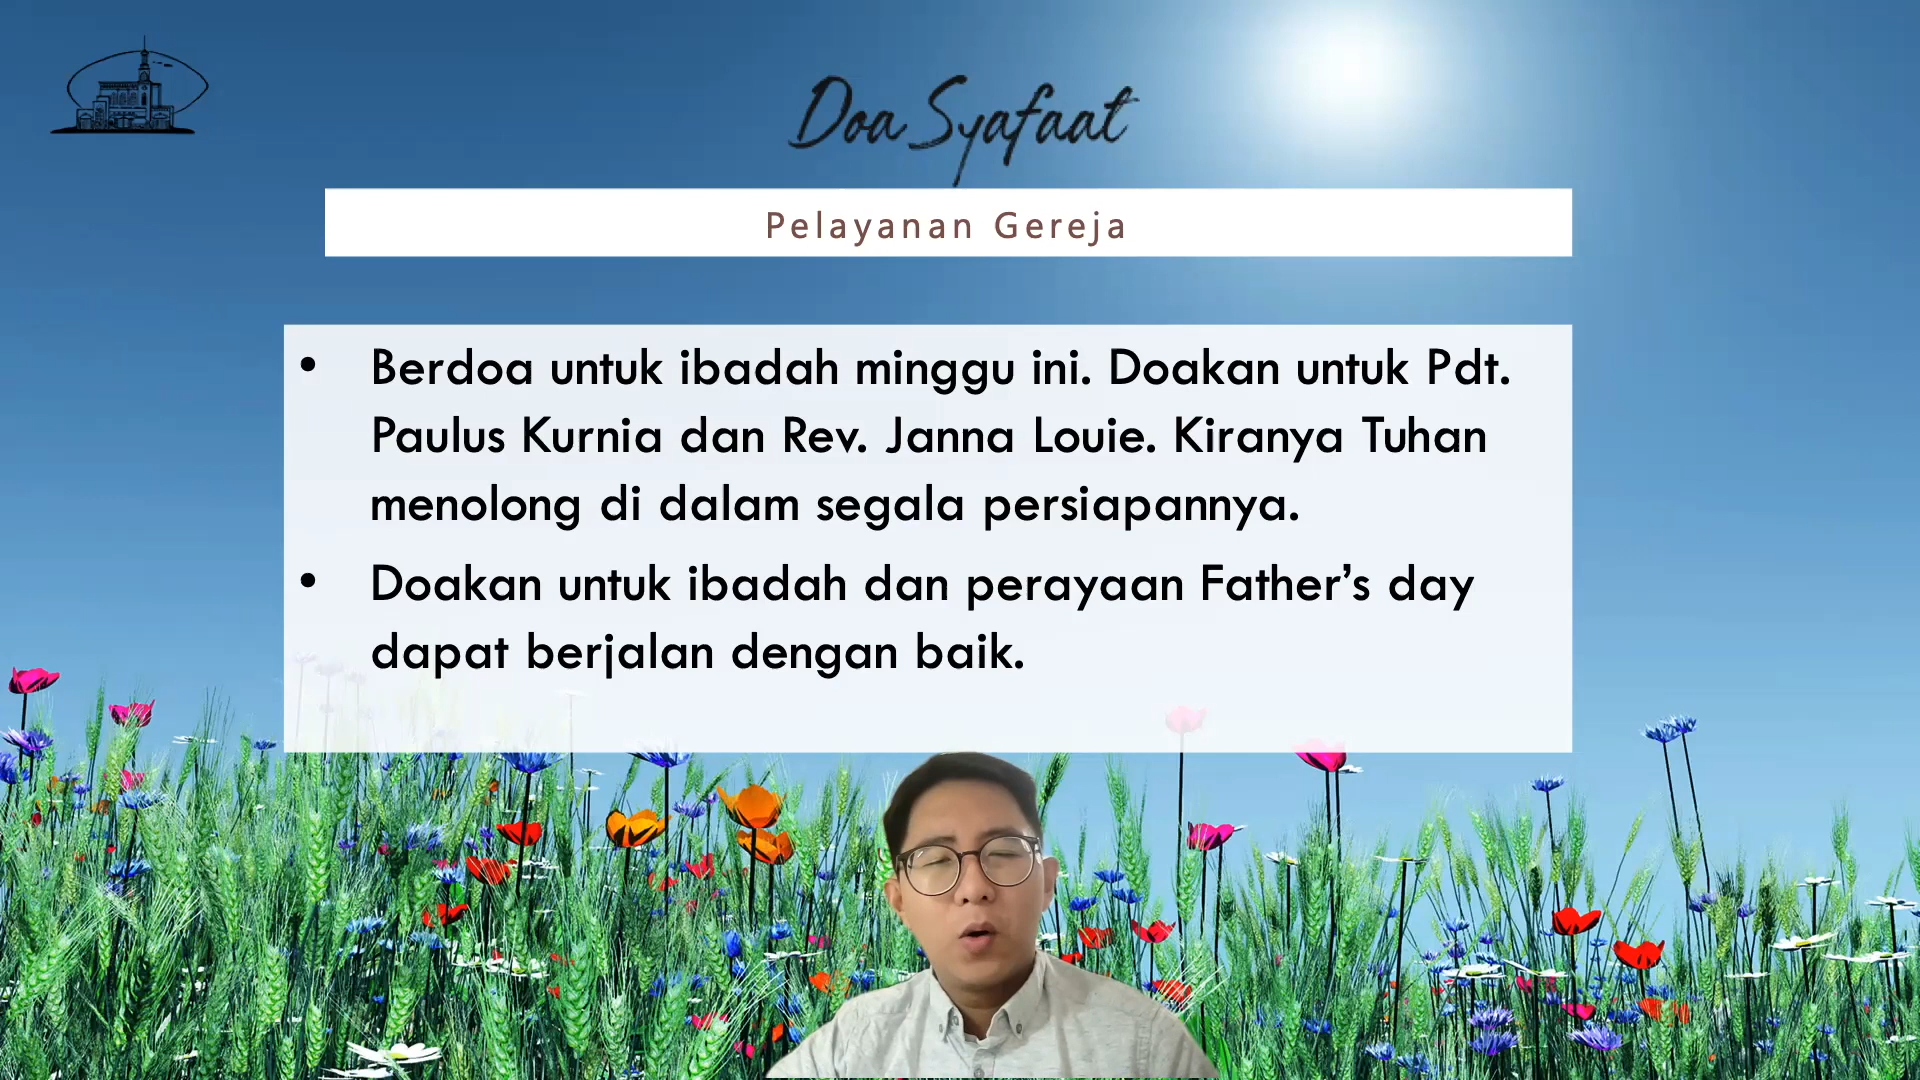 Doa Syafaat
Pelayanan Gereja
• Berdoa untuk ibadah minggu ini. Doakan untuk Pdt.
Paulus Kurnia dan Rev. Janna Louie. Kiranya Tuhan
menolong di dalam segala persiapannya.
• Doakan untuk ibadah dan perayaan Father’s day
dapat berjalan dengan baik.